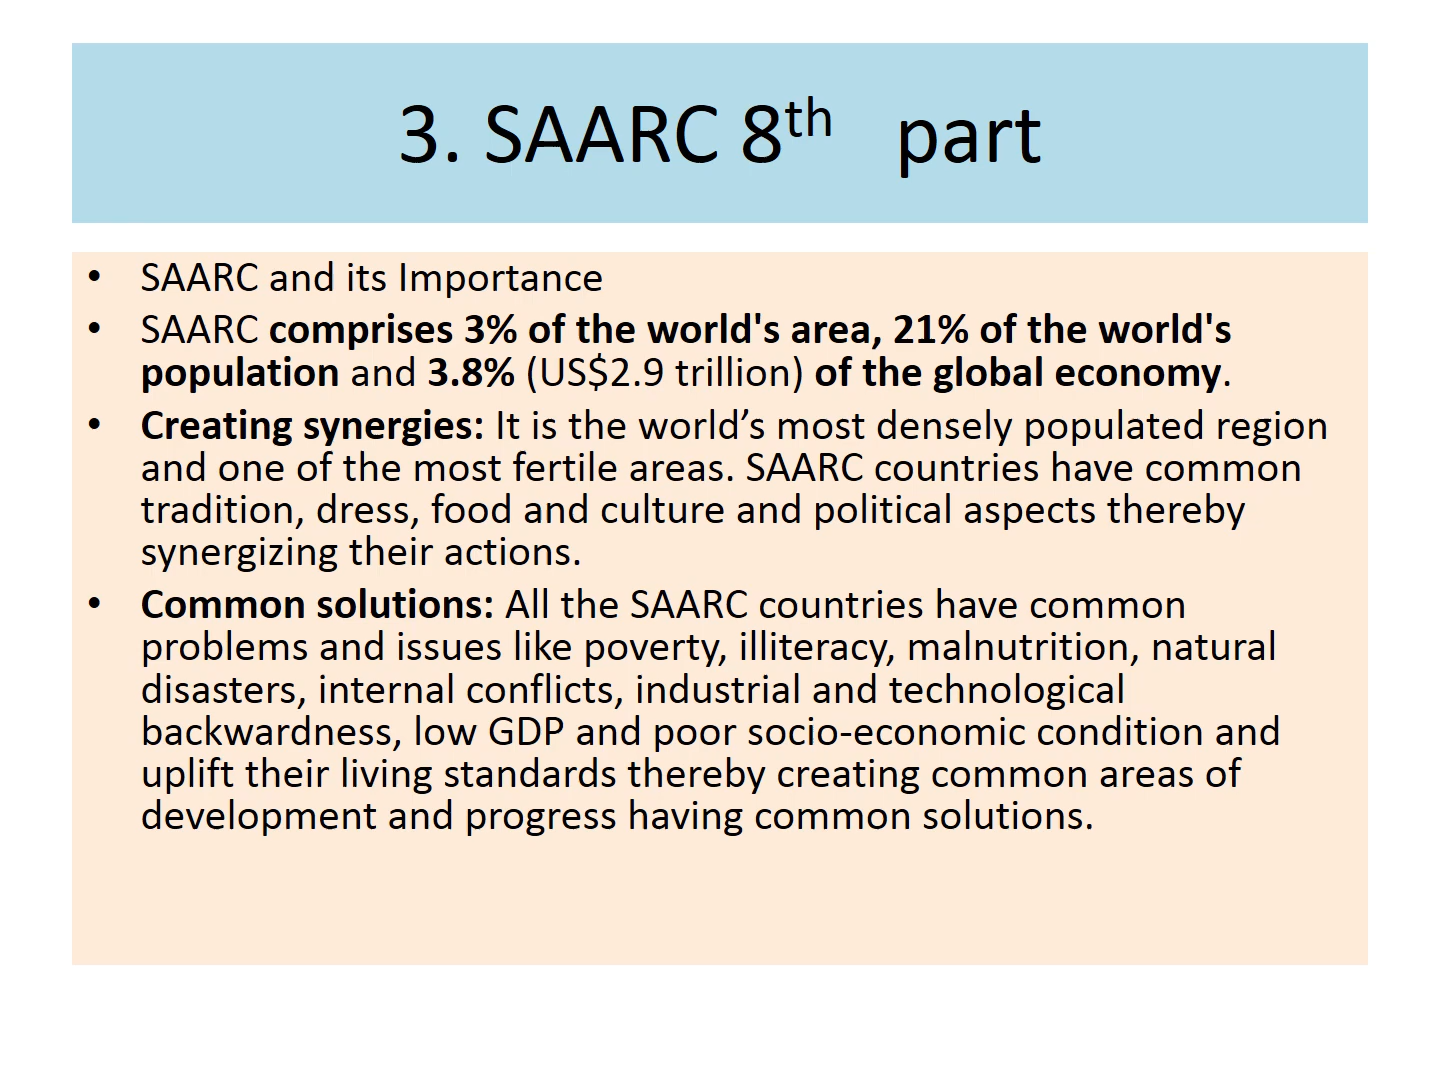 3. SAARC 8th part
• SAARC and its Importance
• SAARC comprises 3% of the world's area, 21% of the world's
population and 3.8% (US$2.9 trillion) of the global economy.
• Creating synergies: It is the world’s most densely populated region
and one of the most fertile areas. SAARC countries have common
tradition, dress, food and culture and political aspects thereby
synergizing their actions.
• Common solutions: All the SAARC countries have common
problems and issues like poverty, illiteracy, malnutrition, natural
disasters, internal conflicts, industrial and technological
backwardness, low GDP and poor socio-economic condition and
uplift their living standards thereby creating common areas of
development and progress having common solutions.